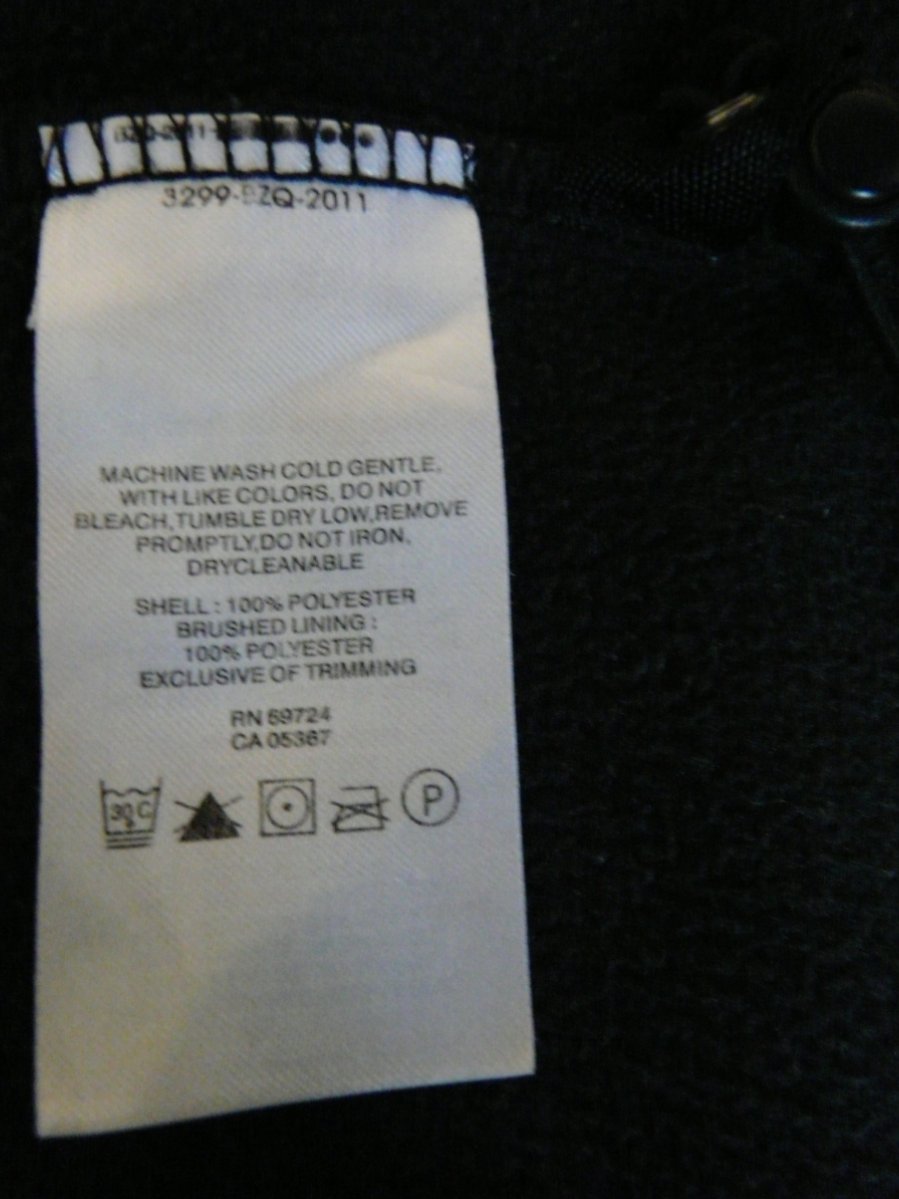 3299-BZQ-2011
MACHINE WASH COLD GENTLE,
WITH LIKE COLORS, DO NOT
BLEACH,TUMBLE DRY LOW,REMOVE
PROMPTLY,DO NOT IRON,
DRYCLEANABLE
SHELL : 100% POLYESTER
BRUSHED LINING :
100% POLYESTER
EXCLUSIVE OF TRIMMING
RN 69724
CA 05367
30 C
P